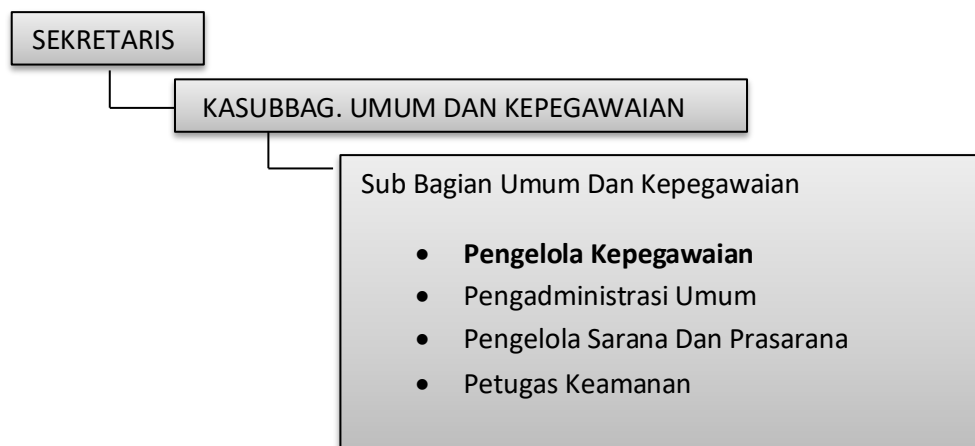 SEKRETARIS
KASUBBAG. UMUM DAN KEPEGAWAIAN
Sub Bagian Umum Dan Kepegawaian
• Pengelola Kepegawaian
• Pengadministrasi Umum
• Pengelola Sarana Dan Prasarana
• Petugas Keamanan